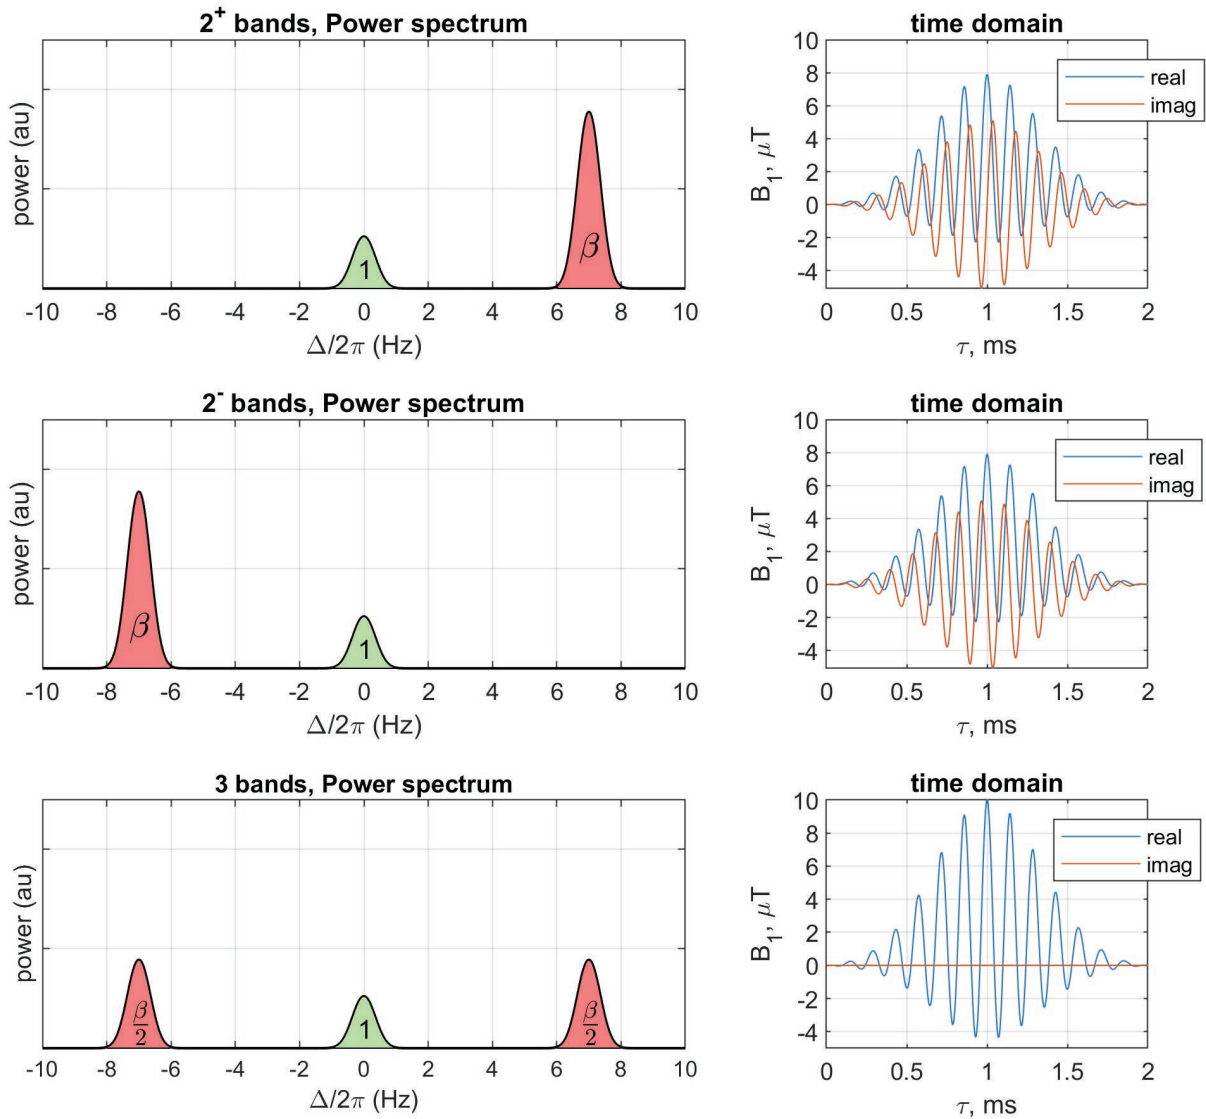 2+ bands, Power spectrum
power (au)
β
1
-10 -8 -6 -4 -2 0 2 4 6 8 10
Δ/2π (Hz)
time domain
real
imag
B1, μT
10
8
6
4
2
0
-2
-4
0 0.5 1 1.5 2
τ, ms
2- bands, Power spectrum
power (au)
β
1
-10 -8 -6 -4 -2 0 2 4 6 8 10
Δ/2π (Hz)
time domain
real
imag
B1, μT
10
8
6
4
2
0
-2
-4
0 0.5 1 1.5 2
τ, ms
3 bands, Power spectrum
power (au)
β/2
1
β/2
-10 -8 -6 -4 -2 0 2 4 6 8 10
Δ/2π (Hz)
time domain
real
imag
B1, μT
10
8
6
4
2
0
-2
-4
0 0.5 1 1.5 2
τ, ms